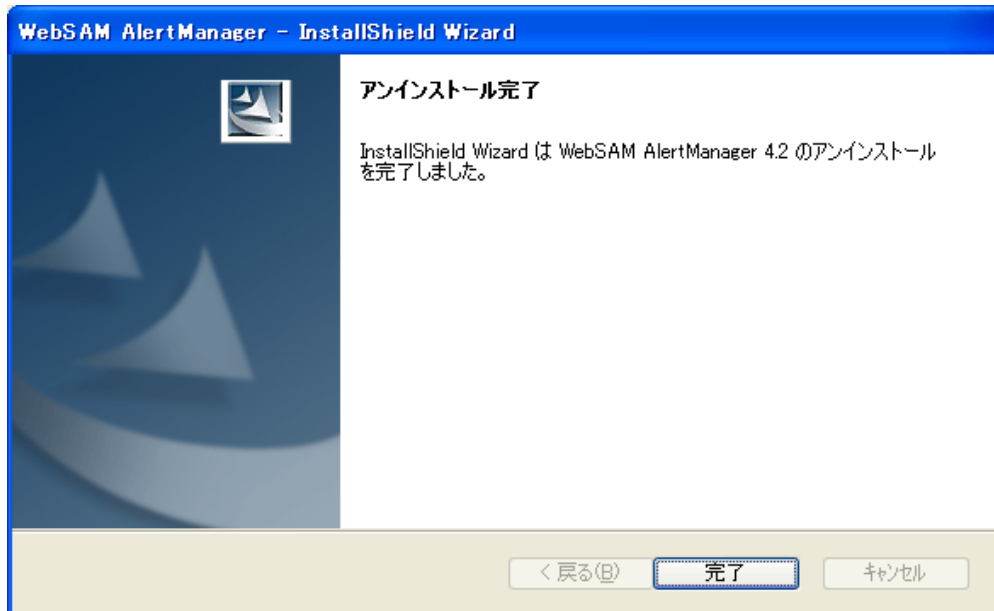 WebSAM AlertManager - InstallShield Wizard
アンインストール完了
InstallShield Wizard は WebSAM AlertManager 4.2 のアンインストール
を完了しました。
< 戻る(B) 完了 キャンセル